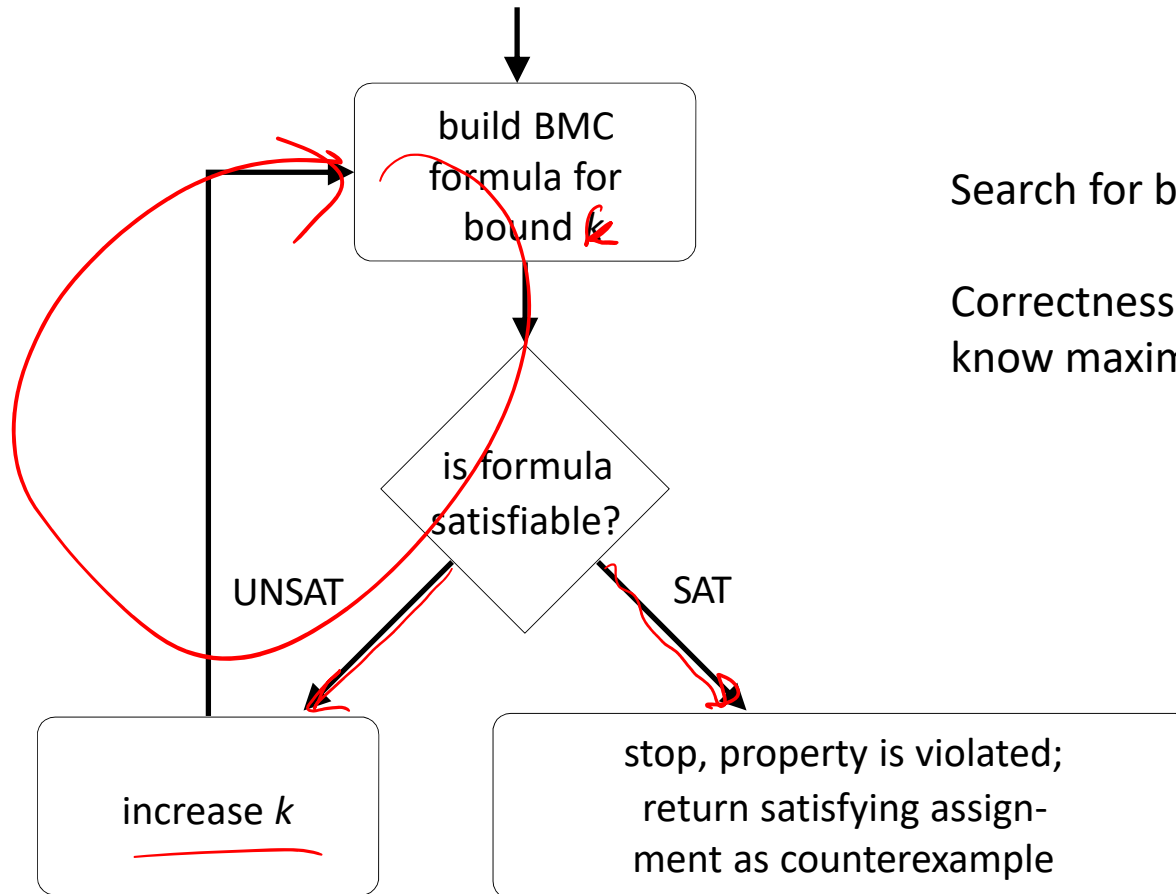 build BMC
formula for
bound k
Search for b
Correctness
know maxim
is formula
satisfiable?
UNSAT
SAT
increase k
stop, property is violated;
return satisfying assign-
ment as counterexample